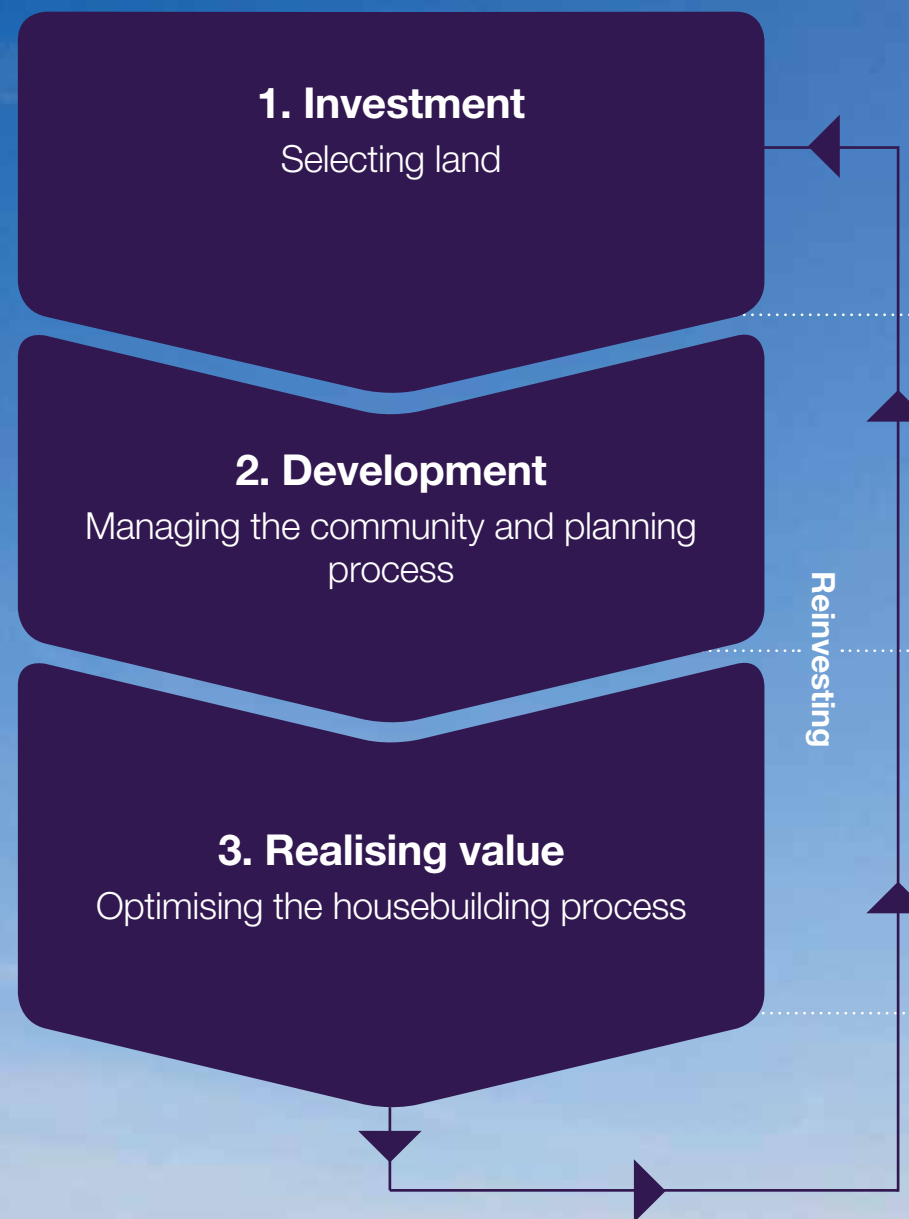 1. Investment
Selecting land
2. Development
Managing the community and planning
process
Reinvesting
3. Realising value
Optimising the housebuilding process